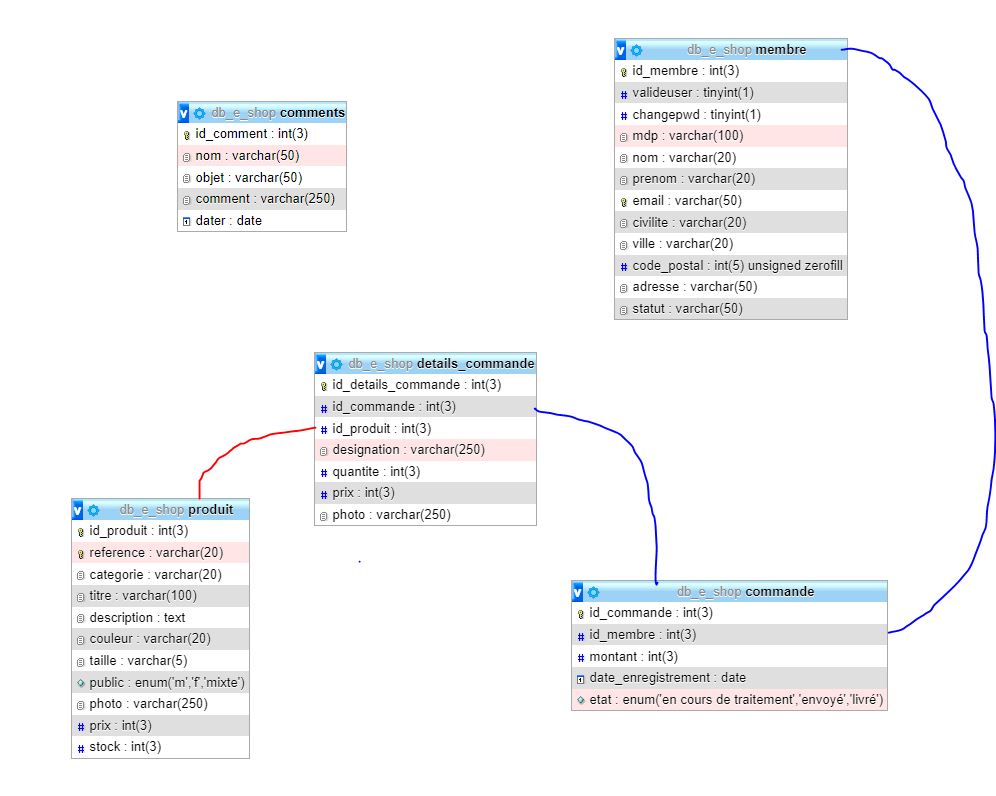 db_e_shop membre
id_membre : int(3)
valideuser : tinyint(1)
changepwd : tinyint(1)
mdp : varchar(100)
nom : varchar(20)
prenom : varchar(20)
email : varchar(50)
civilite : varchar(20)
ville : varchar(20)
code_postal : int(5) unsigned zerofill
adresse : varchar(50)
statut : varchar(50)
db_e_shop comments
id_comment : int(3)
nom : varchar(50)
objet : varchar(50)
comment : varchar(250)
dater : date
db_e_shop details_commande
id_details_commande : int(3)
id_commande : int(3)
id_produit : int(3)
designation : varchar(250)
quantite : int(3)
prix : int(3)
photo : varchar(250)
db_e_shop produit
id_produit : int(3)
reference : varchar(20)
categorie : varchar(20)
titre : varchar(100)
description : text
couleur : varchar(20)
taille : varchar(5)
public : enum('m','f','mixte')
photo : varchar(250)
prix : int(3)
stock : int(3)
db_e_shop commande
id_commande : int(3)
id_membre : int(3)
montant : int(3)
date_enregistrement : date
etat : enum('en cours de traitement','envoyé','livré')